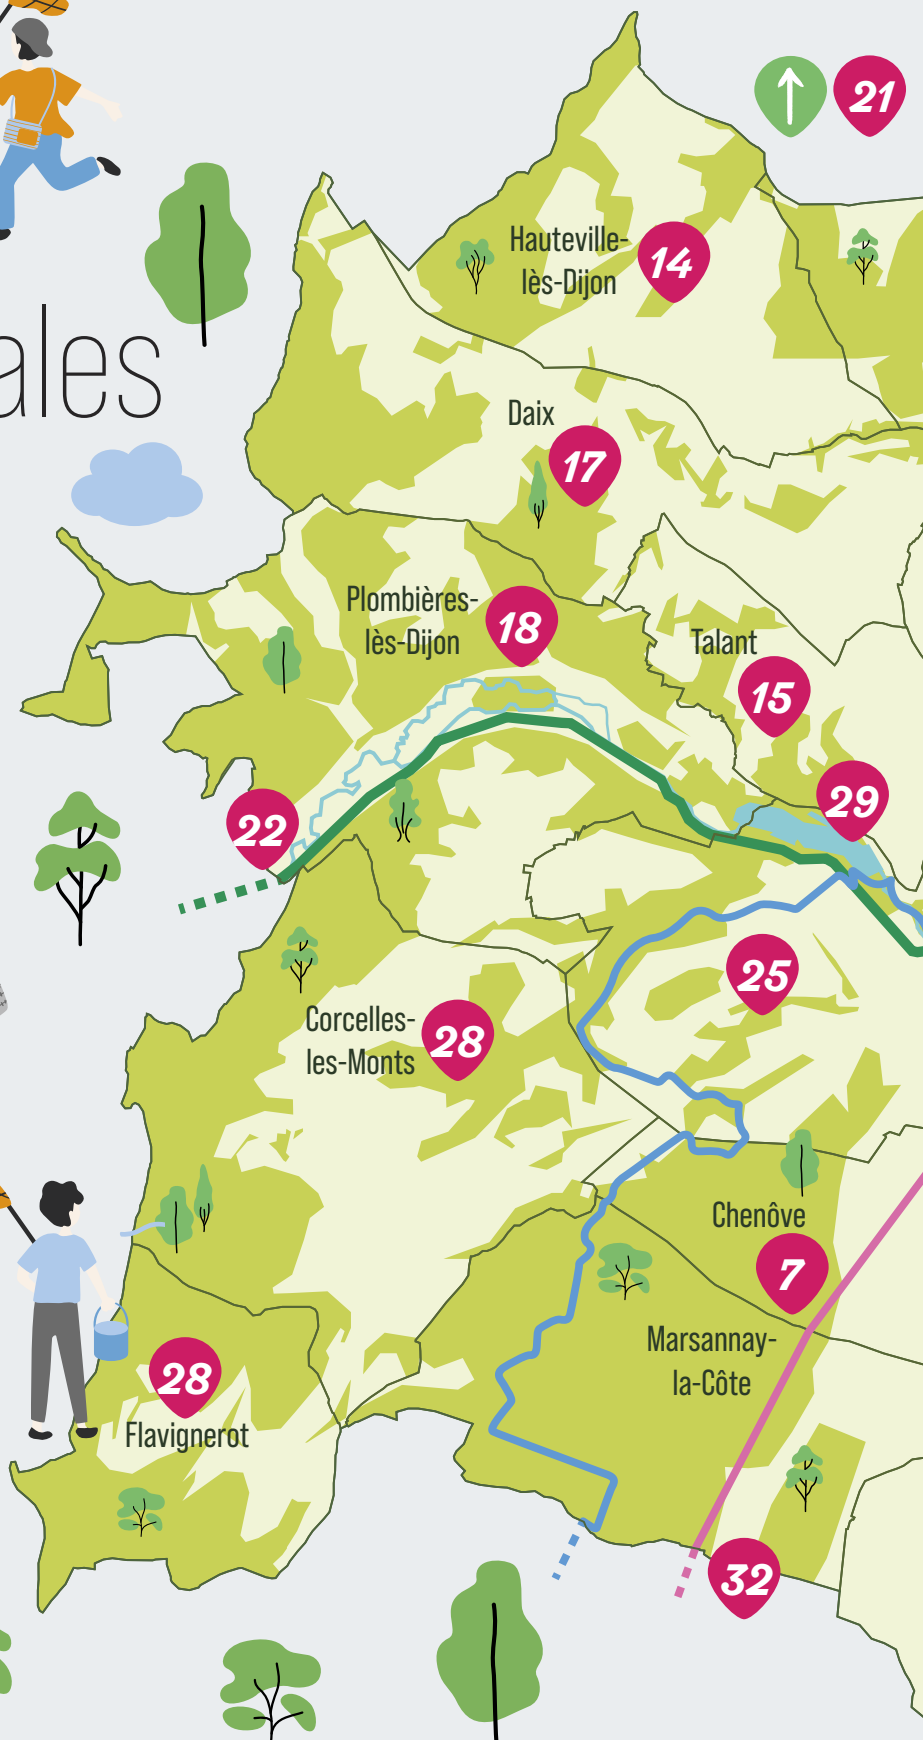 21
Hauteville-
lès-Dijon
14
ales
Daix
17
Plombières-
lès-Dijon
18
Talant
15
29
22
25
Corcelles-
les-Monts
28
Chenôve
7
Marsannay-
la-Côte
28
Flavignerot
32